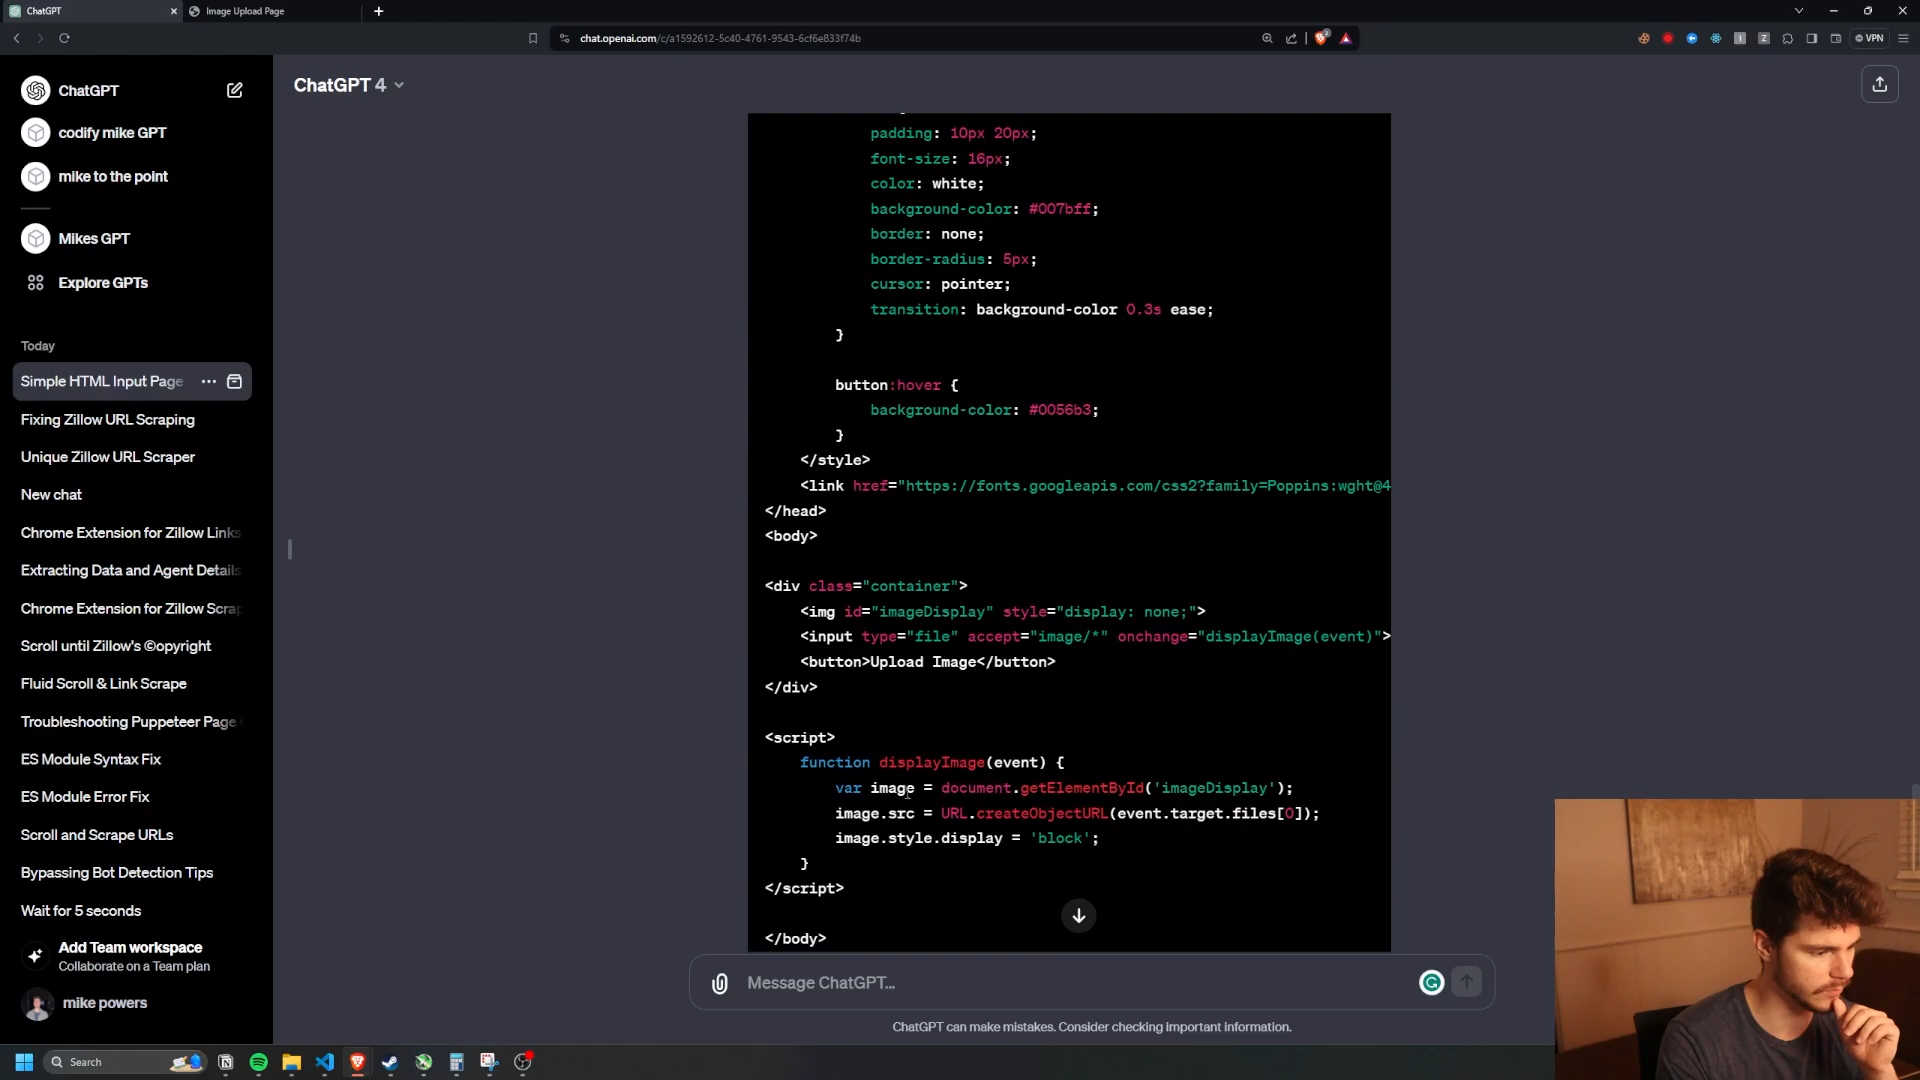 ChatGPT
Image Upload Page
chat.openai.com/c/a1592612-5c40-4761-9543-6cf6e833f74b
VPN
ChatGPT
codify mike GPT
mike to the point
Mikes GPT
Explore GPTs
Today
Simple HTML Input Page
Fixing Zillow URL Scraping
Unique Zillow URL Scraper
New chat
Chrome Extension for Zillow Links
Extracting Data and Agent Details
Chrome Extension for Zillow Scrap
Scroll until Zillow's ©opyright
Fluid Scroll & Link Scrape
Troubleshooting Puppeteer Page
ES Module Syntax Fix
ES Module Error Fix
Scroll and Scrape URLs
Bypassing Bot Detection Tips
Wait for 5 seconds
Add Team workspace
Collaborate on a Team plan
mike powers
ChatGPT 4
padding: 10px 20px;
font-size: 16px;
color: white;
background-color: #007bff;
border: none;
border-radius: 5px;
cursor: pointer;
transition: background-color 0.3s ease;
}
button:hover {
background-color: #0056b3;
}
</style>
<link href="https://fonts.googleapis.com/css2?family=Poppins:wght@4
</head>
<body>
<div class="container">
<img id="imageDisplay" style="display: none;">
<input type="file" accept="image/*" onchange="displayImage(event)">
<button>Upload Image</button>
</div>
<script>
function displayImage(event) {
var image = document.getElementById('imageDisplay');
image.src = URL.createObjectURL(event.target.files[0]);
image.style.display = 'block';
}
</script>
</body>
Message ChatGPT...
ChatGPT can make mistakes. Consider checking important information.
Search